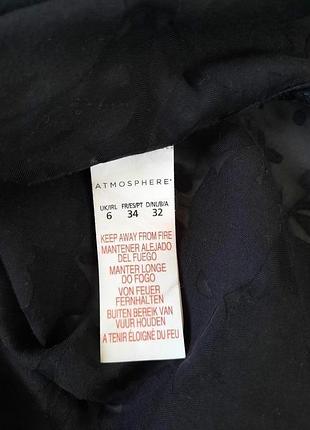 ATMOSPHERE®
UK/IRL FR/ES/PT D/NL/B/A
6 34 32
KEEP AWAY FROM FIRE
MANTENER ALEJADO
DEL FUEGO
MANTER LONGE
DO FOGO
VON FEUER
FERNHALTEN
BUITEN BEREIK VAN
VUUR HOUDEN
A TENIR ÉLOIGNÉ DU FEU